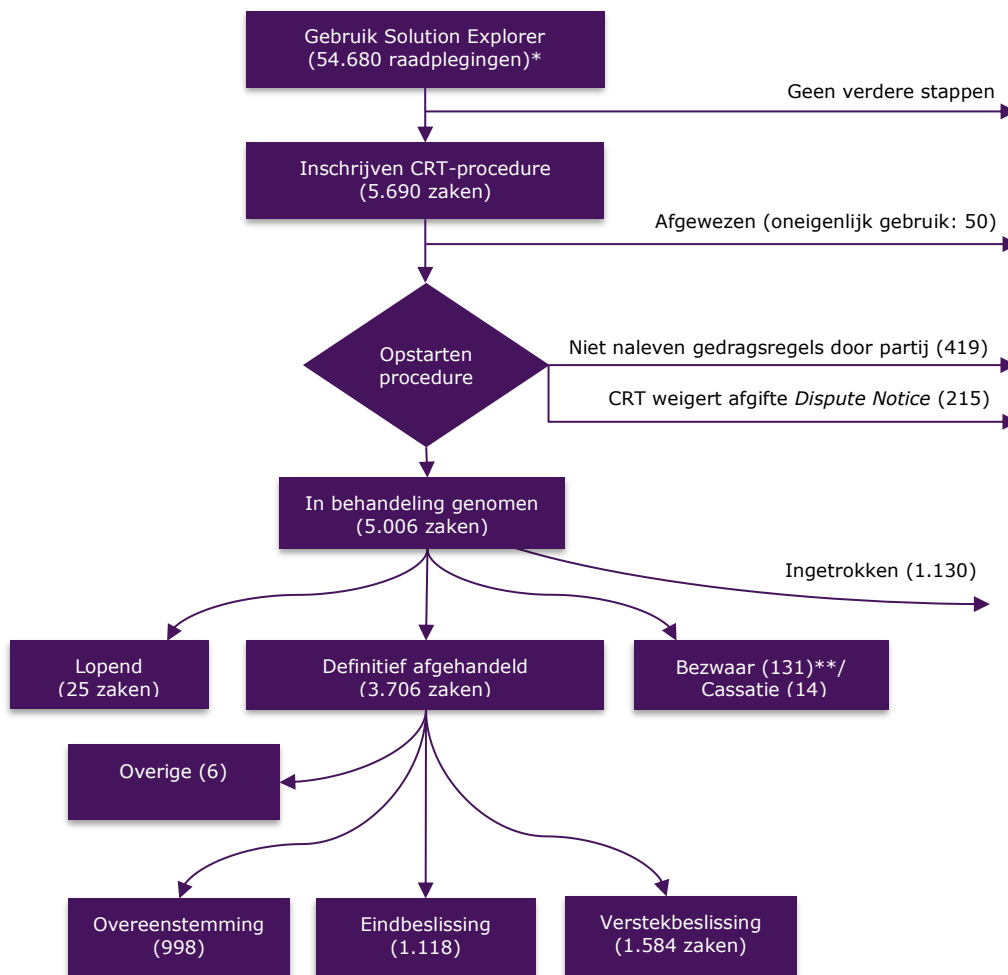 Gebruik Solution Explorer
(54.680 raadplegingen)*
Geen verdere stappen
Inschrijven CRT-procedure
(5.690 zaken)
Afgewezen (oneigenlijk gebruik: 50)
Opstarten
procedure
Niet naleven gedragsregels door partij (419)
CRT weigert afgifte Dispute Notice (215)
In behandeling genomen
(5.006 zaken)
Ingetrokken (1.130)
Lopend
(25 zaken)
Definitief afgehandeld
(3.706 zaken)
Bezwaar (131)**/
Cassatie (14)
Overige (6)
Overeenstemming
(998)
Eindbeslissing
(1.118)
Verstekbeslissing
(1.584 zaken)